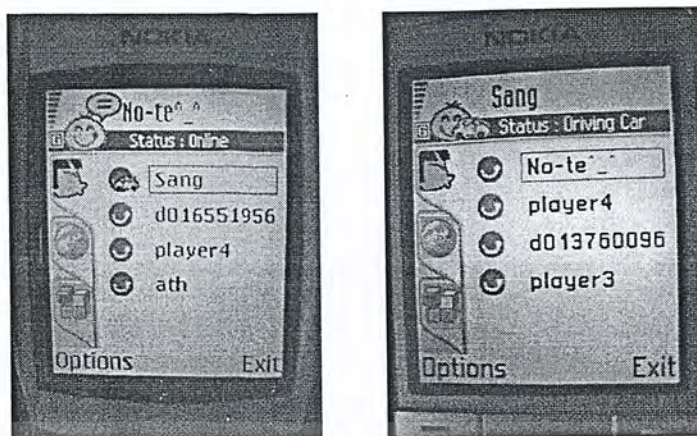 NOKIA
No-te^_^
Status : Online
Sang
d016551956
player4
ath
Options Exit
NOKIA
Sang
Status : Driving Car
No-te^_^
player4
d013760096
player3
Options Exit